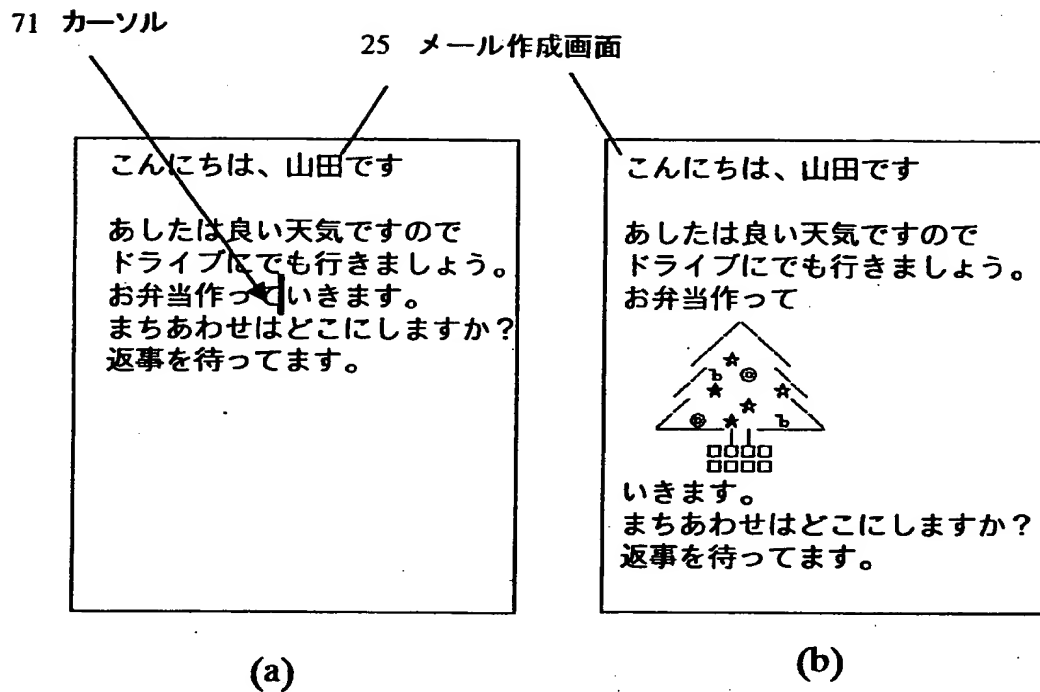 71 カーソル
25 メール作成画面
こんにちは、山田です
あしたは良い天気ですので
ドライブにでも行きましょう。
お弁当作っていきます。
まちあわせはどこにしますか?
返事を待ってます。
(a)
こんにちは、山田です
あしたは良い天気ですので
ドライブにでも行きましょう。
お弁当作って
いきます。
まちあわせはどこにしますか?
返事を待ってます。
(b)